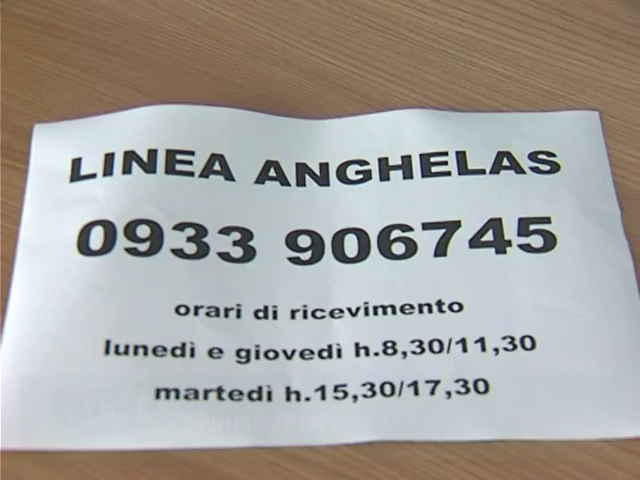 LINEA ANGHELAS
0933 906745
orari di ricevimento
lunedì e giovedì h.8,30/11,30
martedì h.15,30/17,30